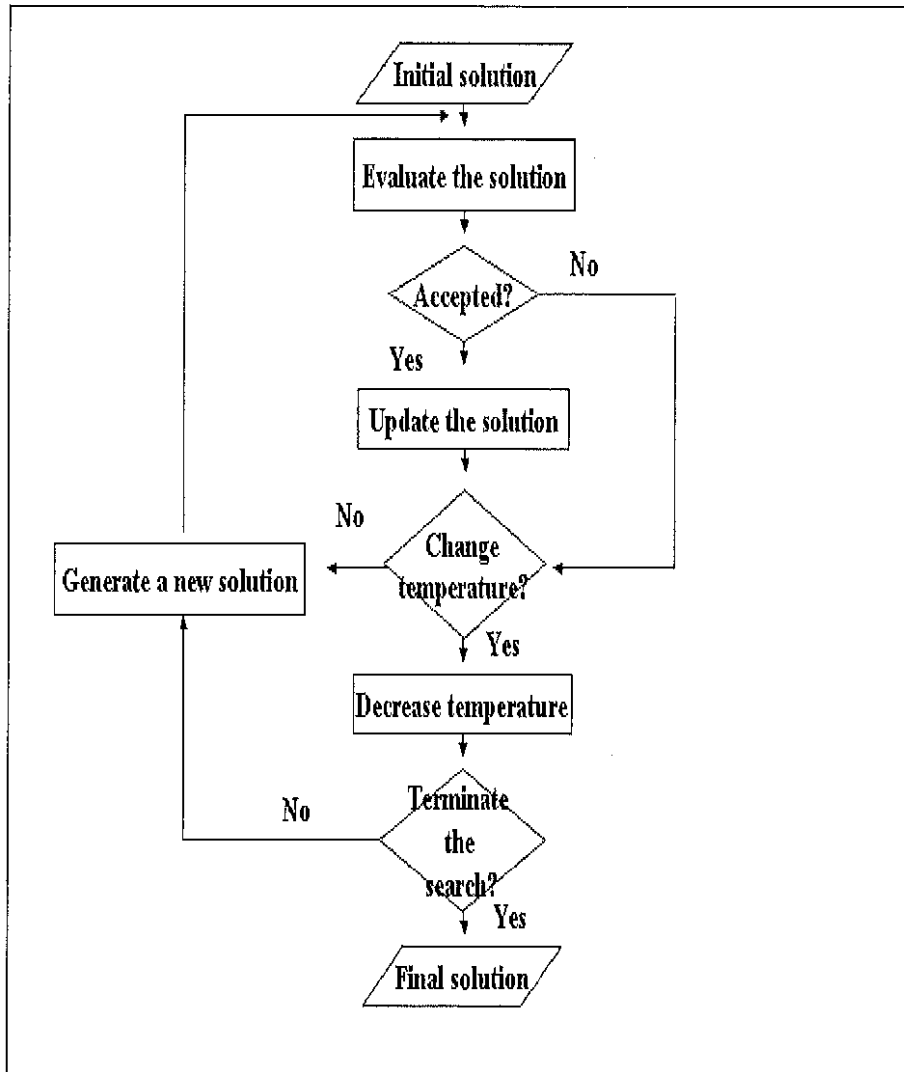 Initial solution
Evaluate the solution
Accepted?
No
Yes
Update the solution
Change
temperature?
No
Generate a new solution
Yes
Decrease temperature
Terminate
the
search?
No
Yes
Final solution